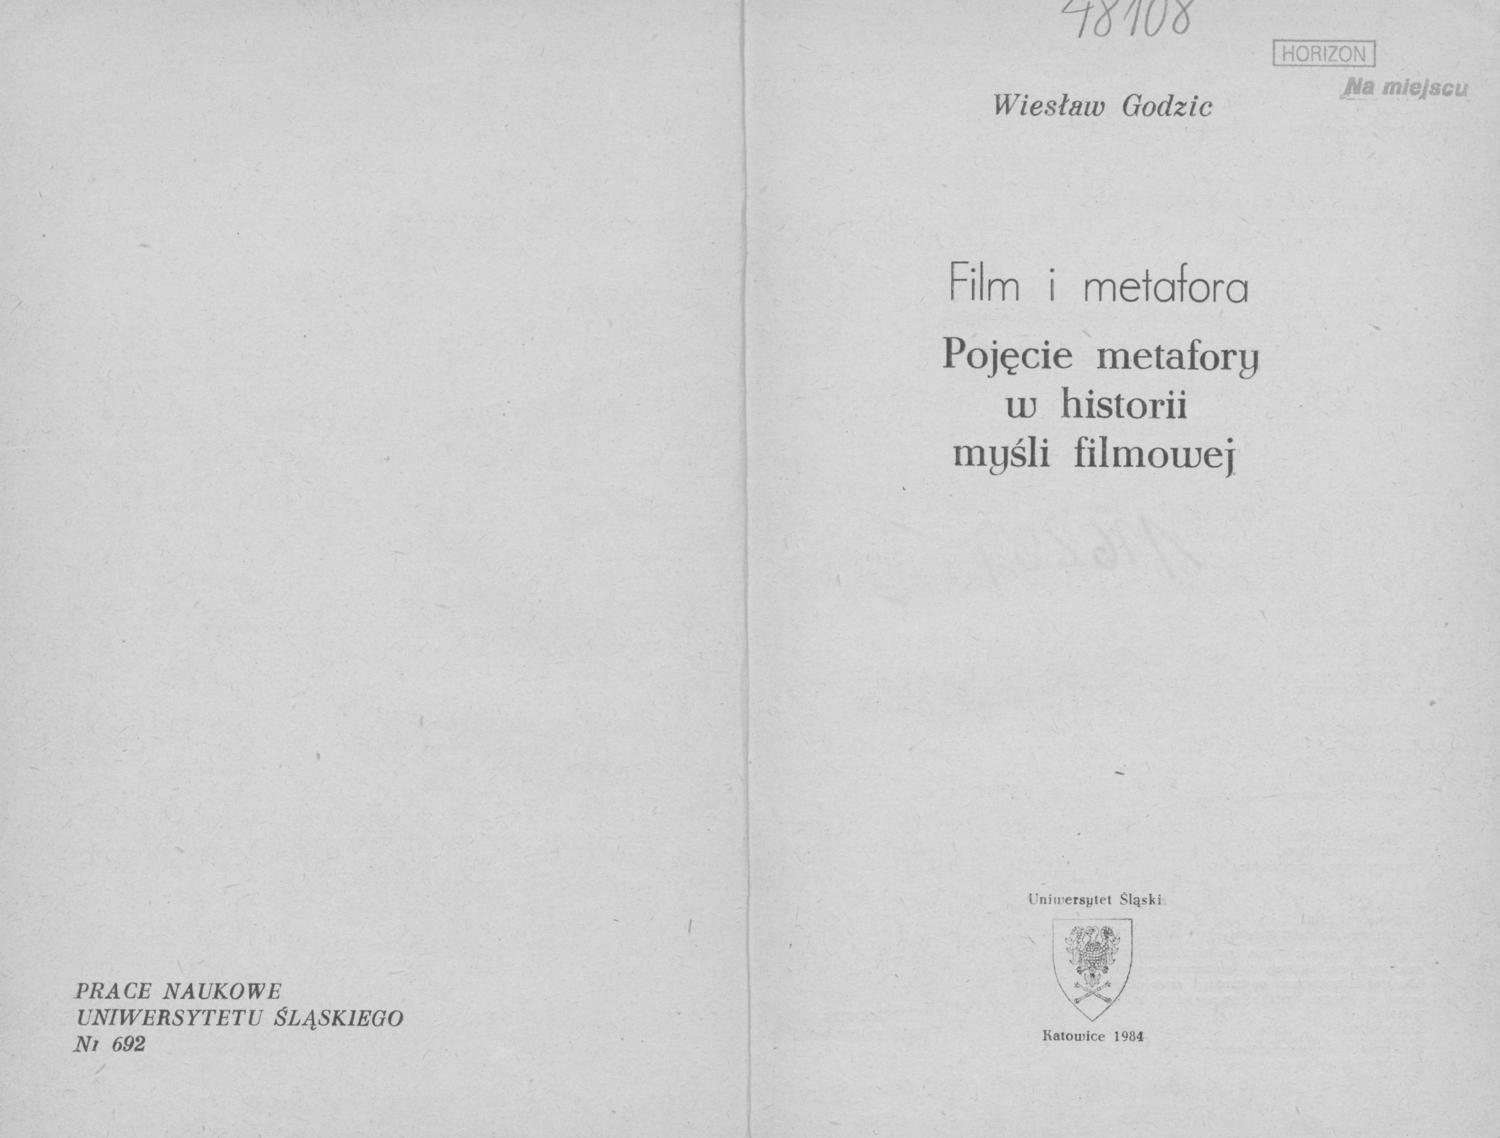 PRACE NAUKOWE
UNIWERSYTETU ŚLĄSKIEGO
Nr 692
48108
HORIZON
Na miejscu
Wiesław Godzic
Film i metafora
Pojęcie metafory
w historii
myśli filmowej
Uniwersytet Śląski
Katowice 1984